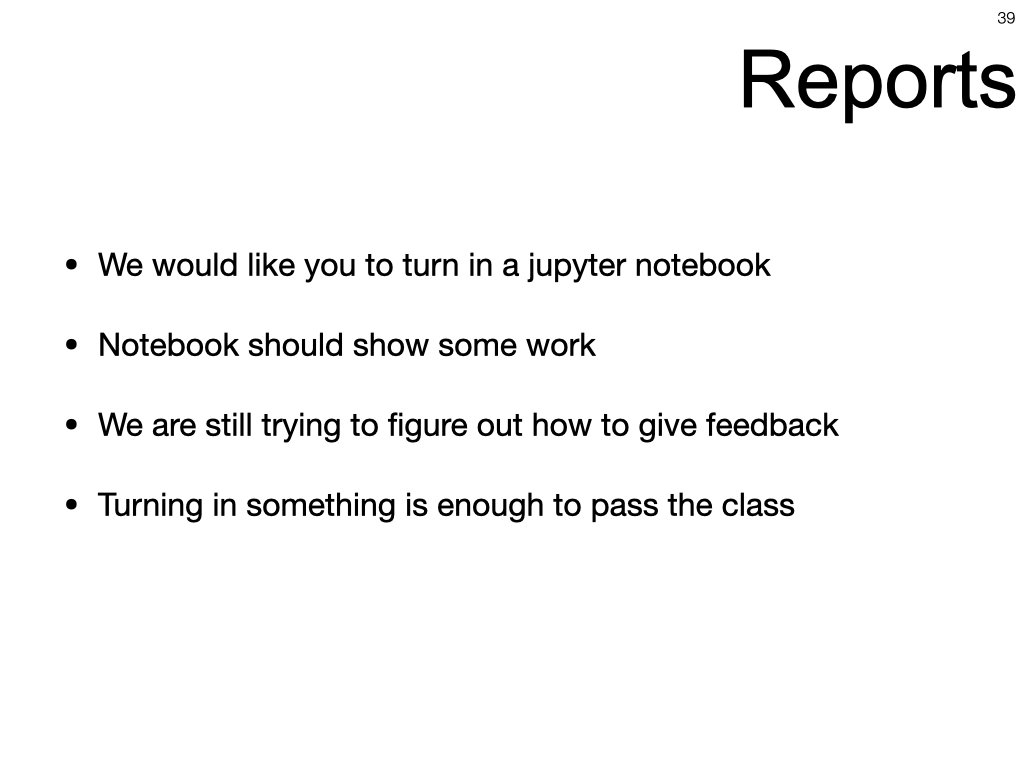 39
Reports
• We would like you to turn in a jupyter notebook
• Notebook should show some work
• We are still trying to figure out how to give feedback
• Turning in something is enough to pass the class